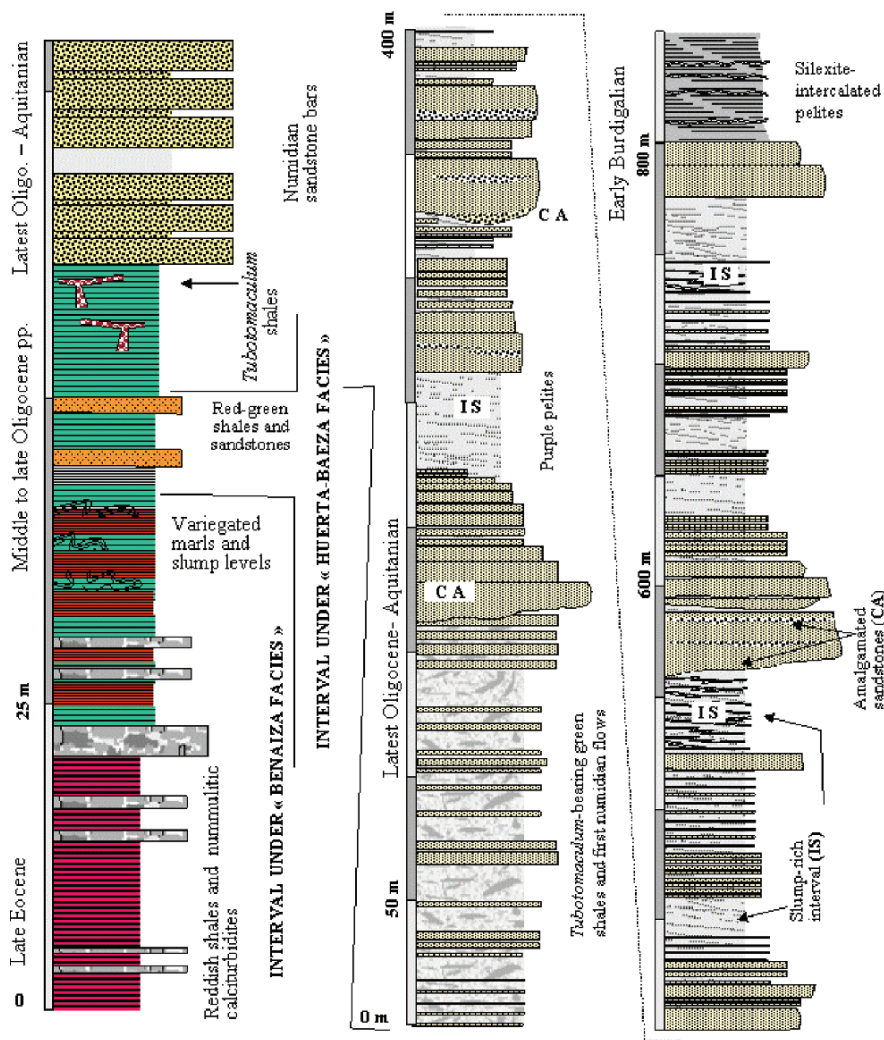 Latest Oligo. – Aquitanian
Middle to late Oligocene pp.
25 m
Late Eocene
0
Numidian
sandstone bars
Tubotomaculum
shales
Red-green
shales and
sandstones
Variegated
marls and
slump levels
Reddish shales and nummulitic
calciturbidites
INTERVAL UNDER « BENAIZA FACIES »
INTERVAL UNDER « HUERTA-BAEZA FACIES »
400 m
Latest Oligocene- Aquitanian
50 m
0 m
C A
I S
C A
Purple pelites
Tubotomaculum-bearing green
shales and first numidian flows
Early Burdigalian
800 m
600 m
I S
I S
Silexite-
intercalated
pelites
Amalgamated
sandstones (CA)
Slump-rich
interval (IS)